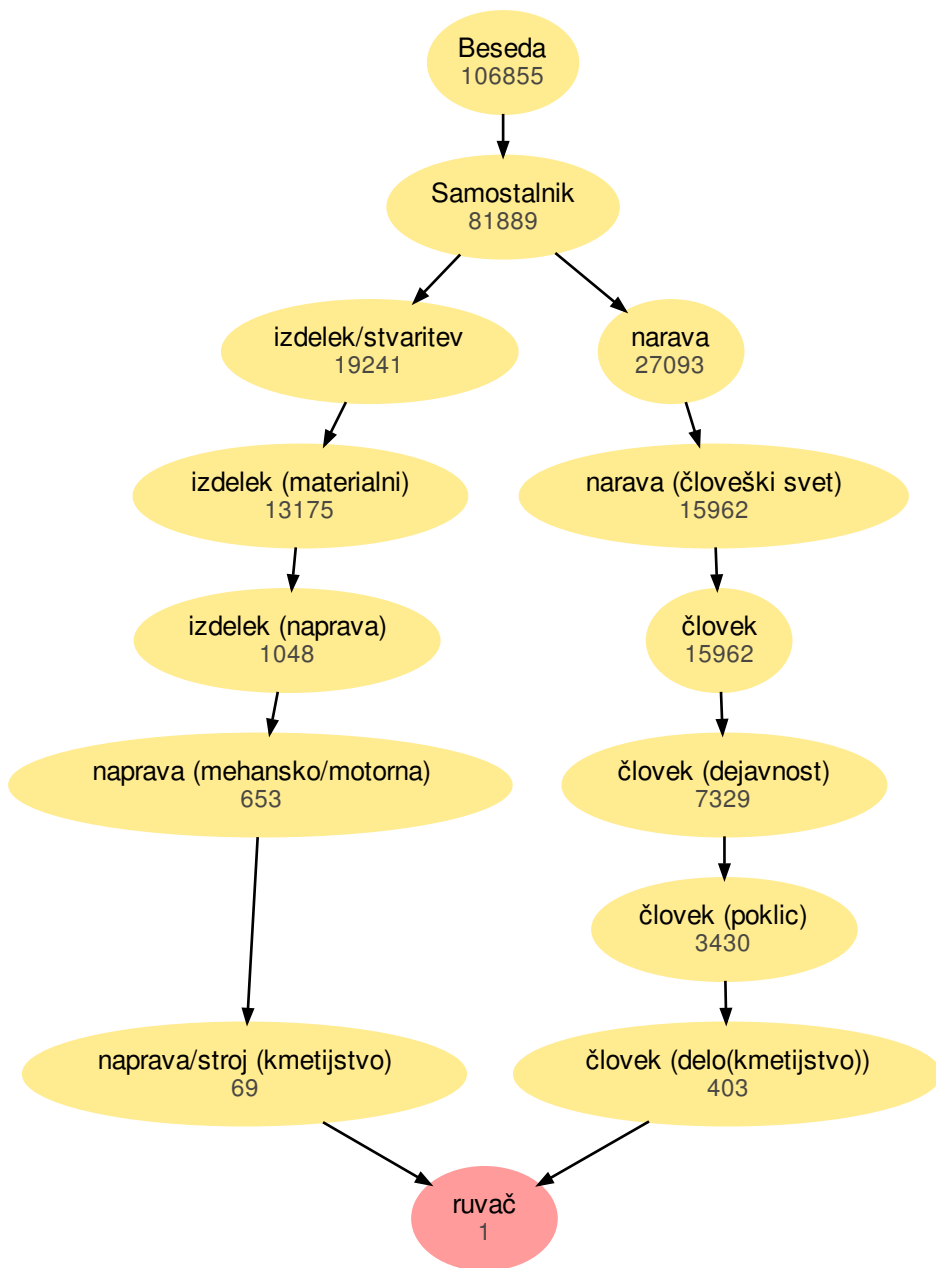 Beseda
106855
Samostalnik
81889
izdelek/stvaritev
19241
narava
27093
izdelek (materialni)
13175
narava (človeški svet)
15962
izdelek (naprava)
1048
človek
15962
naprava (mehansko/motorna)
653
človek (dejavnost)
7329
človek (poklic)
3430
naprava/stroj (kmetijstvo)
69
človek (delo(kmetijstvo))
403
ruvač
1